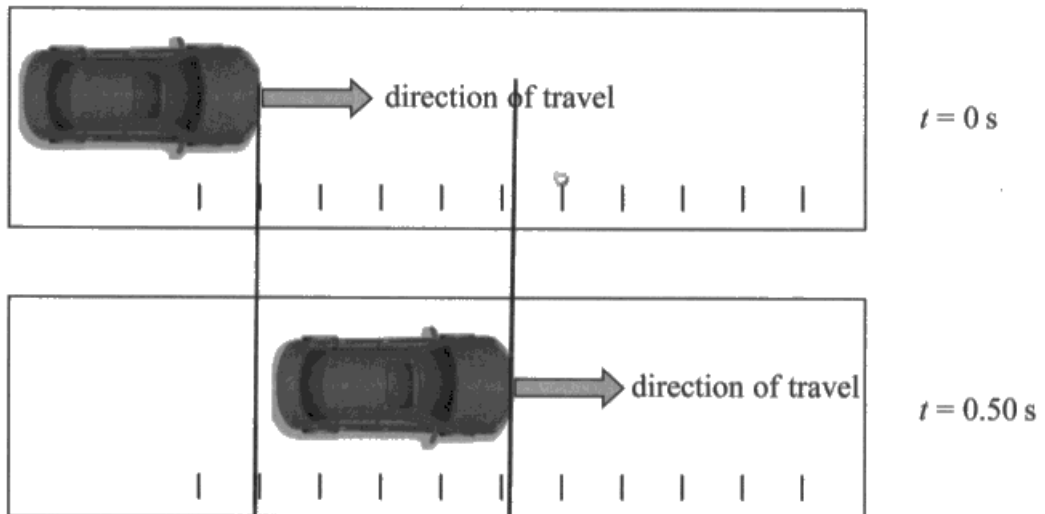 direction of travel
t = 0 s
direction of travel
t = 0.50 s